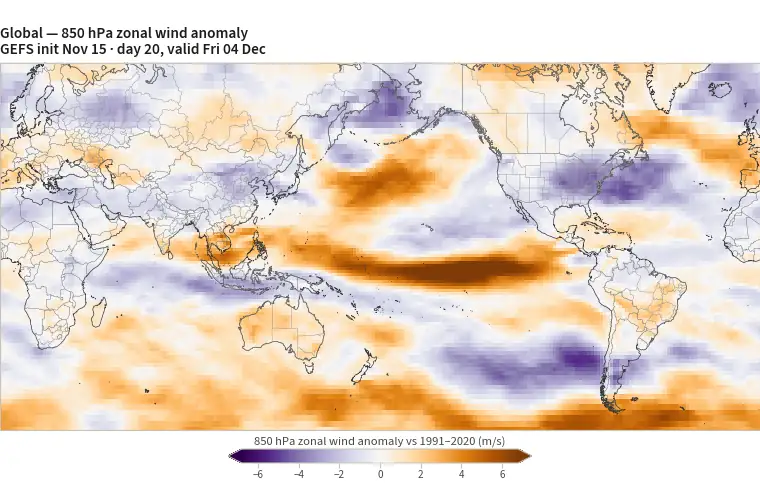 Global — 850 hPa zonal wind anomaly
GEFS init Nov 15 · day 20, valid Fri 04 Dec
850 hPa zonal wind anomaly vs 1991–2020 (m/s)
−6 −4 −2 0 2 4 6